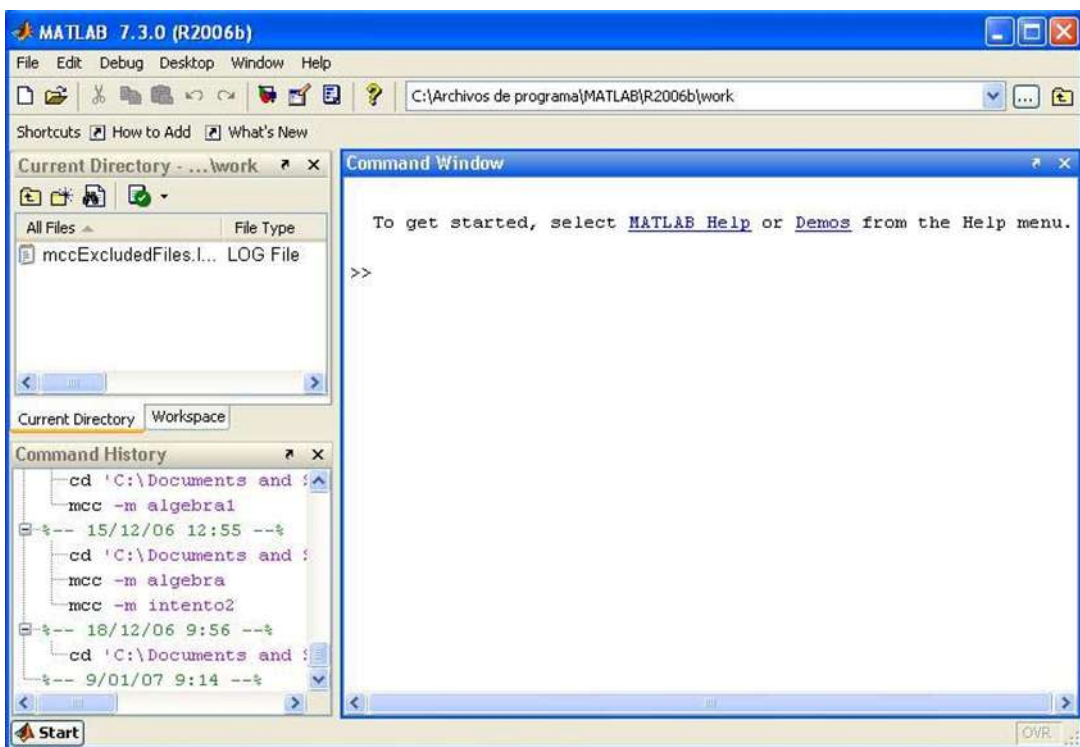 MATLAB 7.3.0 (R2006b)
File Edit Debug Desktop Window Help
C:\Archivos de programa\MATLAB\R2006b\work
Shortcuts How to Add What's New
Current Directory - ...\work
All Files File Type
mccExcludedFiles.l... LOG File
Current Directory Workspace
Command History
cd 'C:\Documents and
mcc -m algebra1
%-- 15/12/06 12:55 --%
cd 'C:\Documents and
mcc -m algebra
mcc -m intento2
%-- 18/12/06 9:56 --%
cd 'C:\Documents and
%-- 9/01/07 9:14 --%
Command Window
To get started, select MATLAB Help or Demos from the Help menu.
>>
Start
OVR